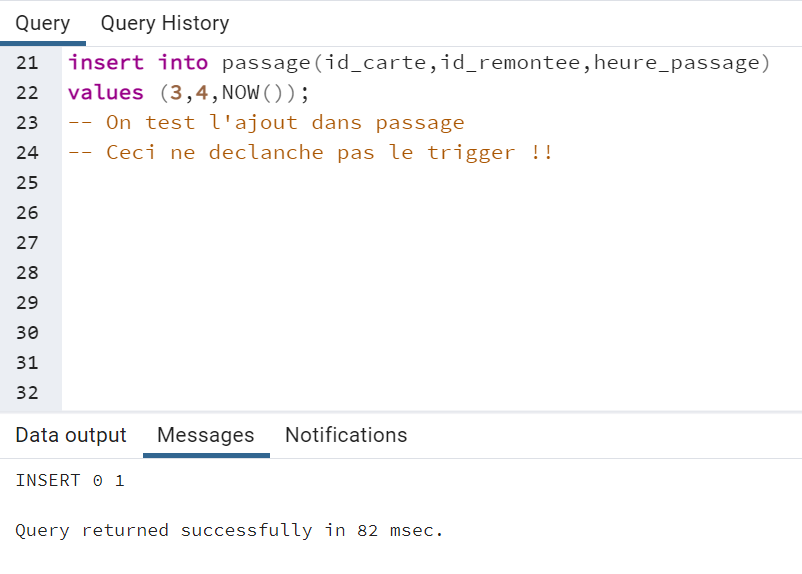 Query Query History
21 insert into passage(id_carte,id_remontee,heure_passage)
22 values (3,4,NOW());
23 -- On test l'ajout dans passage
24 -- Ceci ne declanche pas le trigger !!
25
26
27
28
29
30
31
32
Data output Messages Notifications
INSERT 0 1
Query returned successfully in 82 msec.